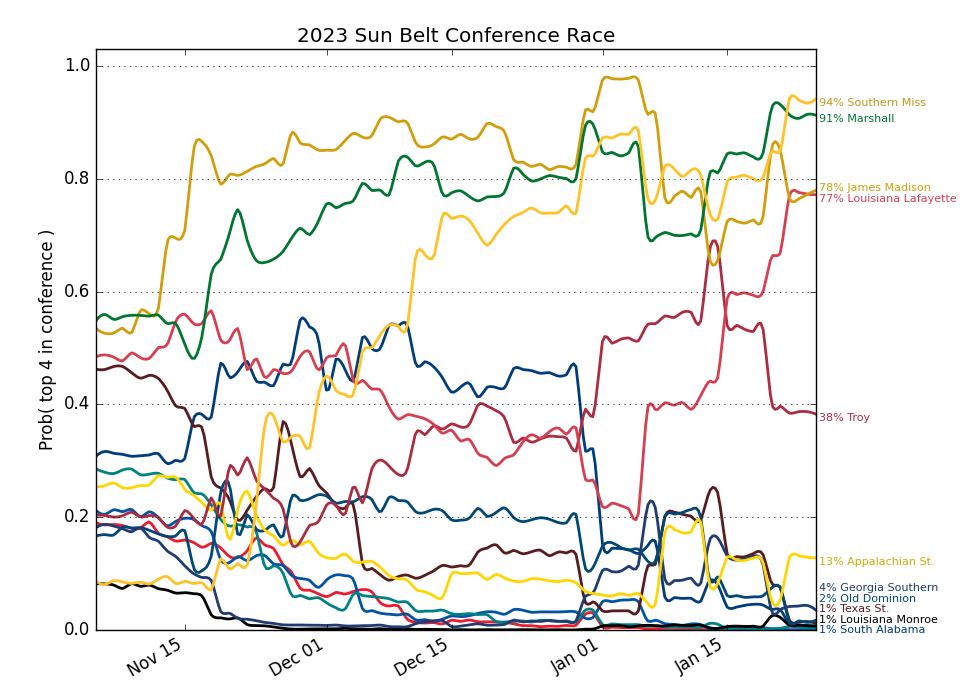 2023 Sun Belt Conference Race
Prob( top 4 in conference )
1.0
0.8
0.6
0.4
0.2
0.0
Nov 15
Dec 01
Dec 15
Jan 01
Jan 15
94% Southern Miss
91% Marshall
78% James Madison
77% Louisiana Lafayette
38% Troy
13% Appalachian St.
4% Georgia Southern
2% Old Dominion
1% Texas St.
1% Louisiana Monroe
1% South Alabama